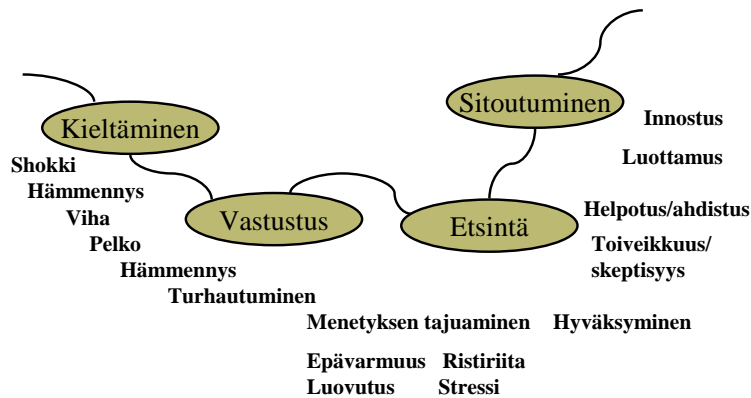 Kieltäminen
Shokki
Hämmennys
Viha
Pelko
Hämmennys
Turhautuminen
Vastustus
Etsintä
Sitoutuminen
Innostus
Luottamus
Helpotus/ahdistus
Toiveikkuus/
skeptisyys
Menetyksen tajuaminen Hyväksyminen
Epävarmuus Ristiriita
Luovutus Stressi